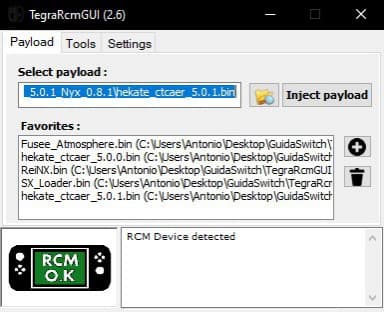 TegraRcmGUI (2.6)
Payload Tools Settings
Select payload :
5.0.1_Nyx_0.8.1\hekate_ctcaer_5.0.1.bin
Inject payload
Favorites :
Fusee_Atmosphere.bin (C:\Users\Antonio\Desktop\GuidaSwitch\
hekate_ctcaer_5.0.0.bin (C:\Users\Antonio\Desktop\GuidaSwitch\
ReiNX.bin (C:\Users\Antonio\Desktop\GuidaSwitch\TegraRcmGUI
SX_Loader.bin (C:\Users\Antonio\Desktop\GuidaSwitch\TegraRcm
hekate_ctcaer_5.0.1.bin (C:\Users\Antonio\Desktop\GuidaSwitch\
RCM
O.K
RCM Device detected